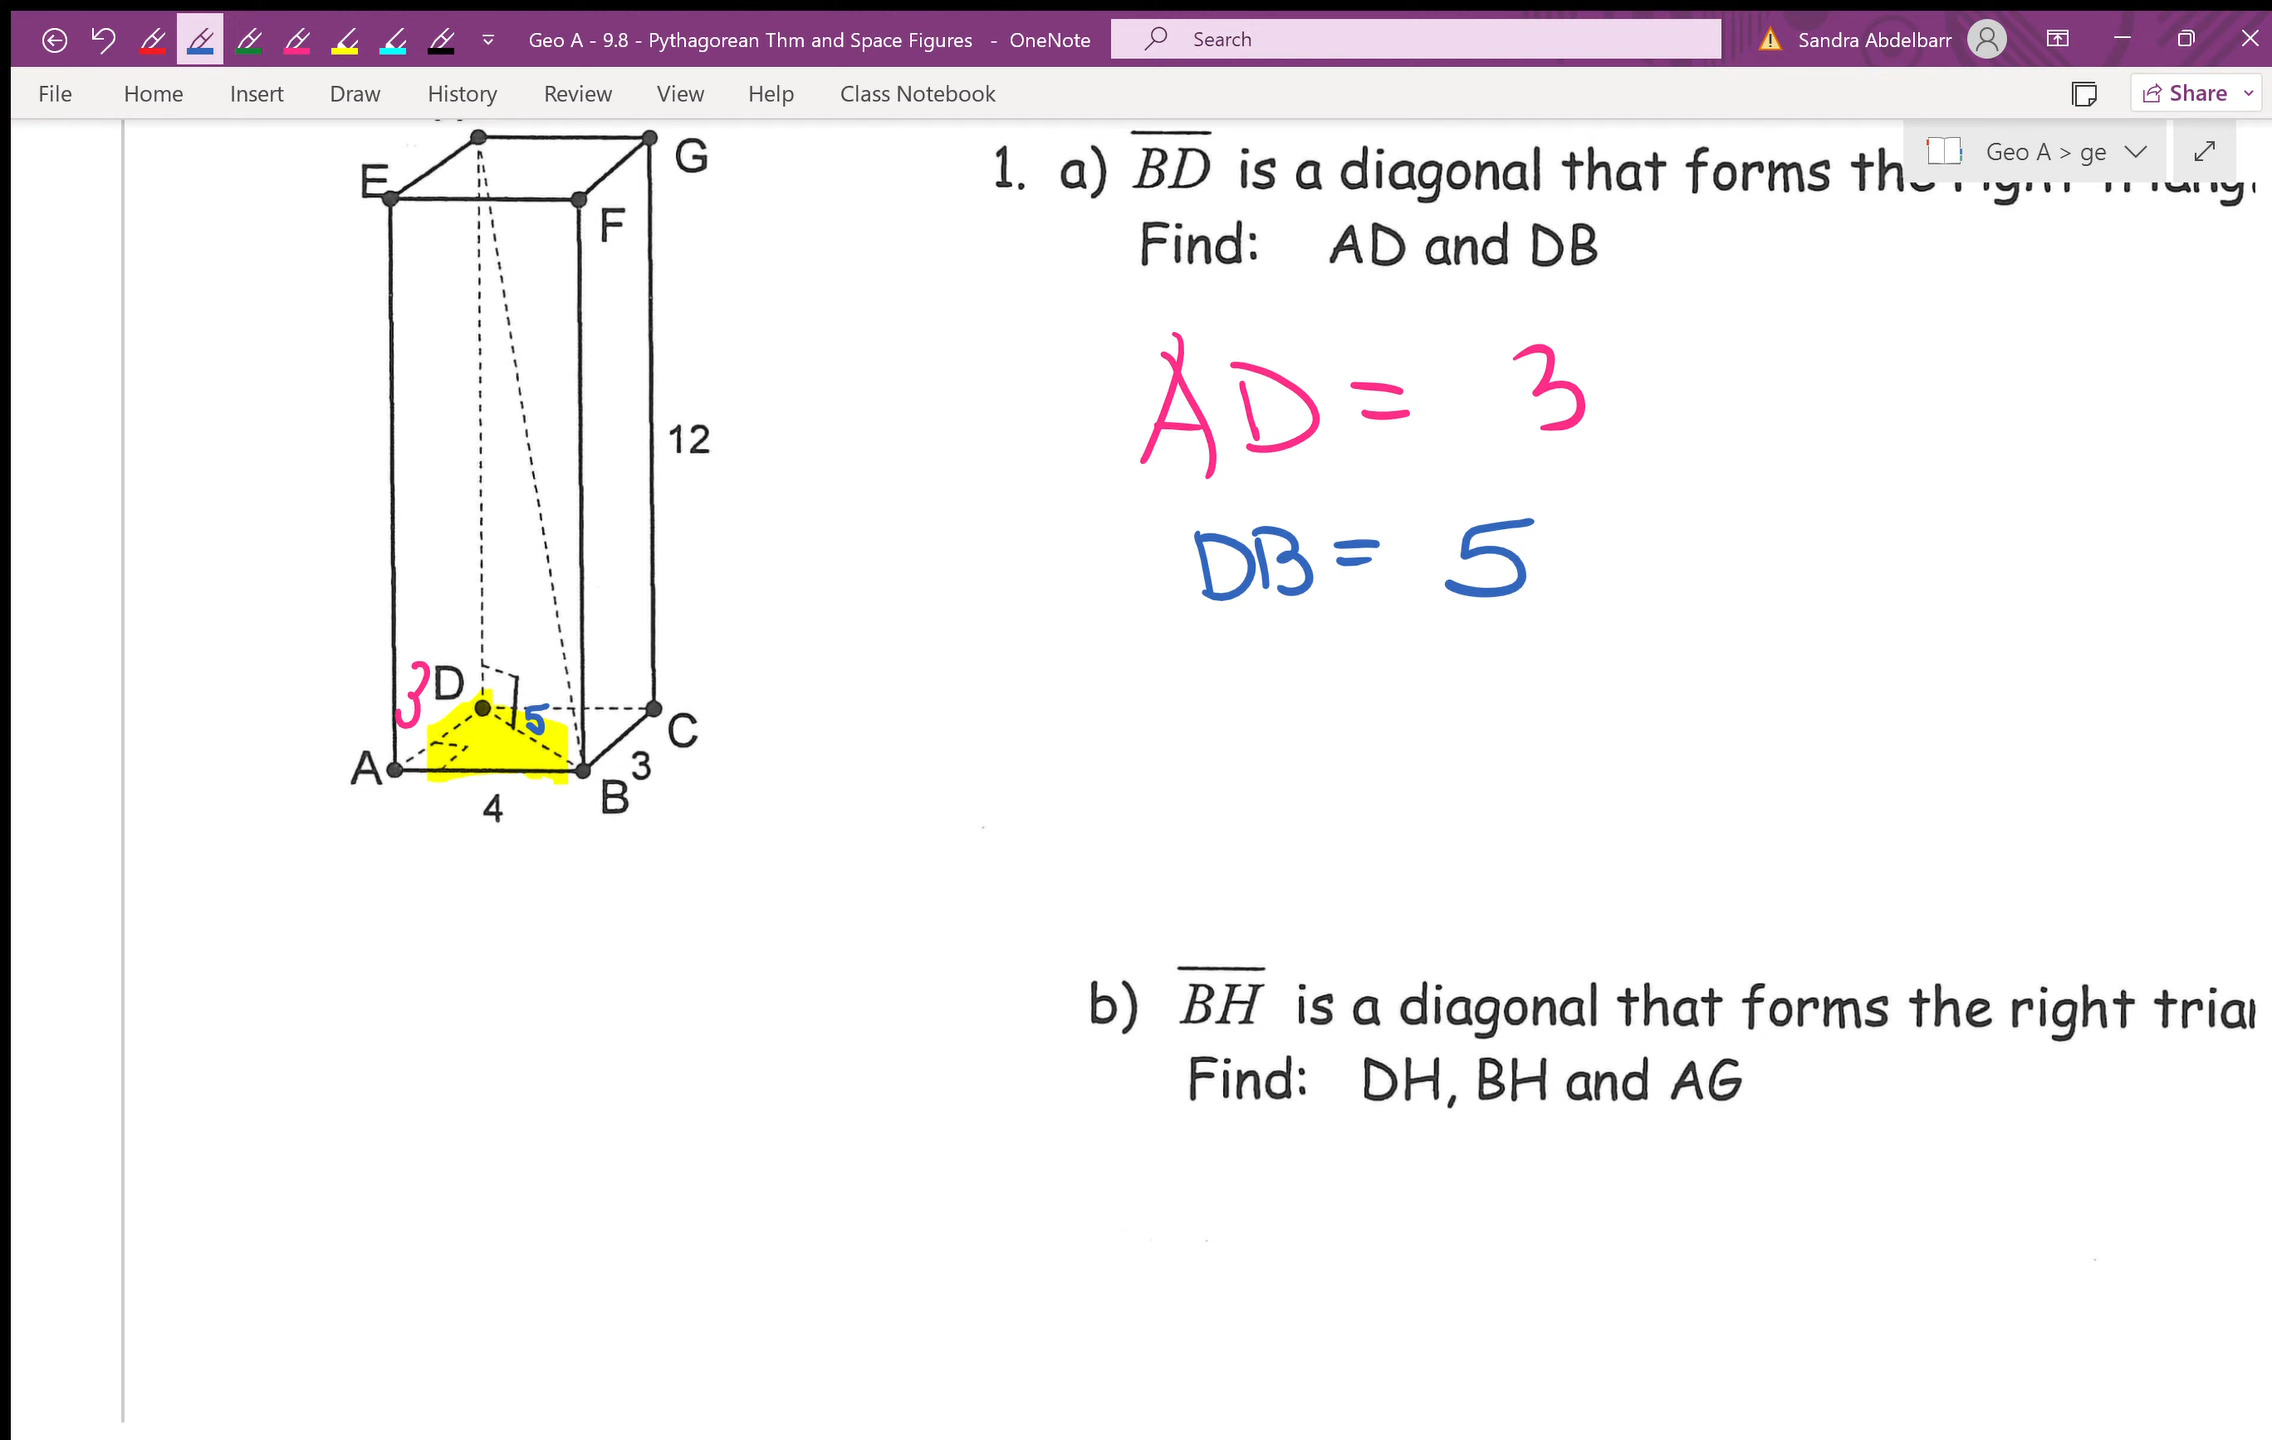 Geo A - 9.8 - Pythagorean Thm and Space Figures - OneNote
Search
Sandra Abdelbarr
File Home Insert Draw History Review View Help Class Notebook
Share
Geo A > ge
E
G
F
12
3
D
5
A
C
3
B
4
1. a) BD is a diagonal that forms the right
Find: AD and DB
AD = 3
DB = 5
b) BH is a diagonal that forms the right
Find: DH, BH and AG